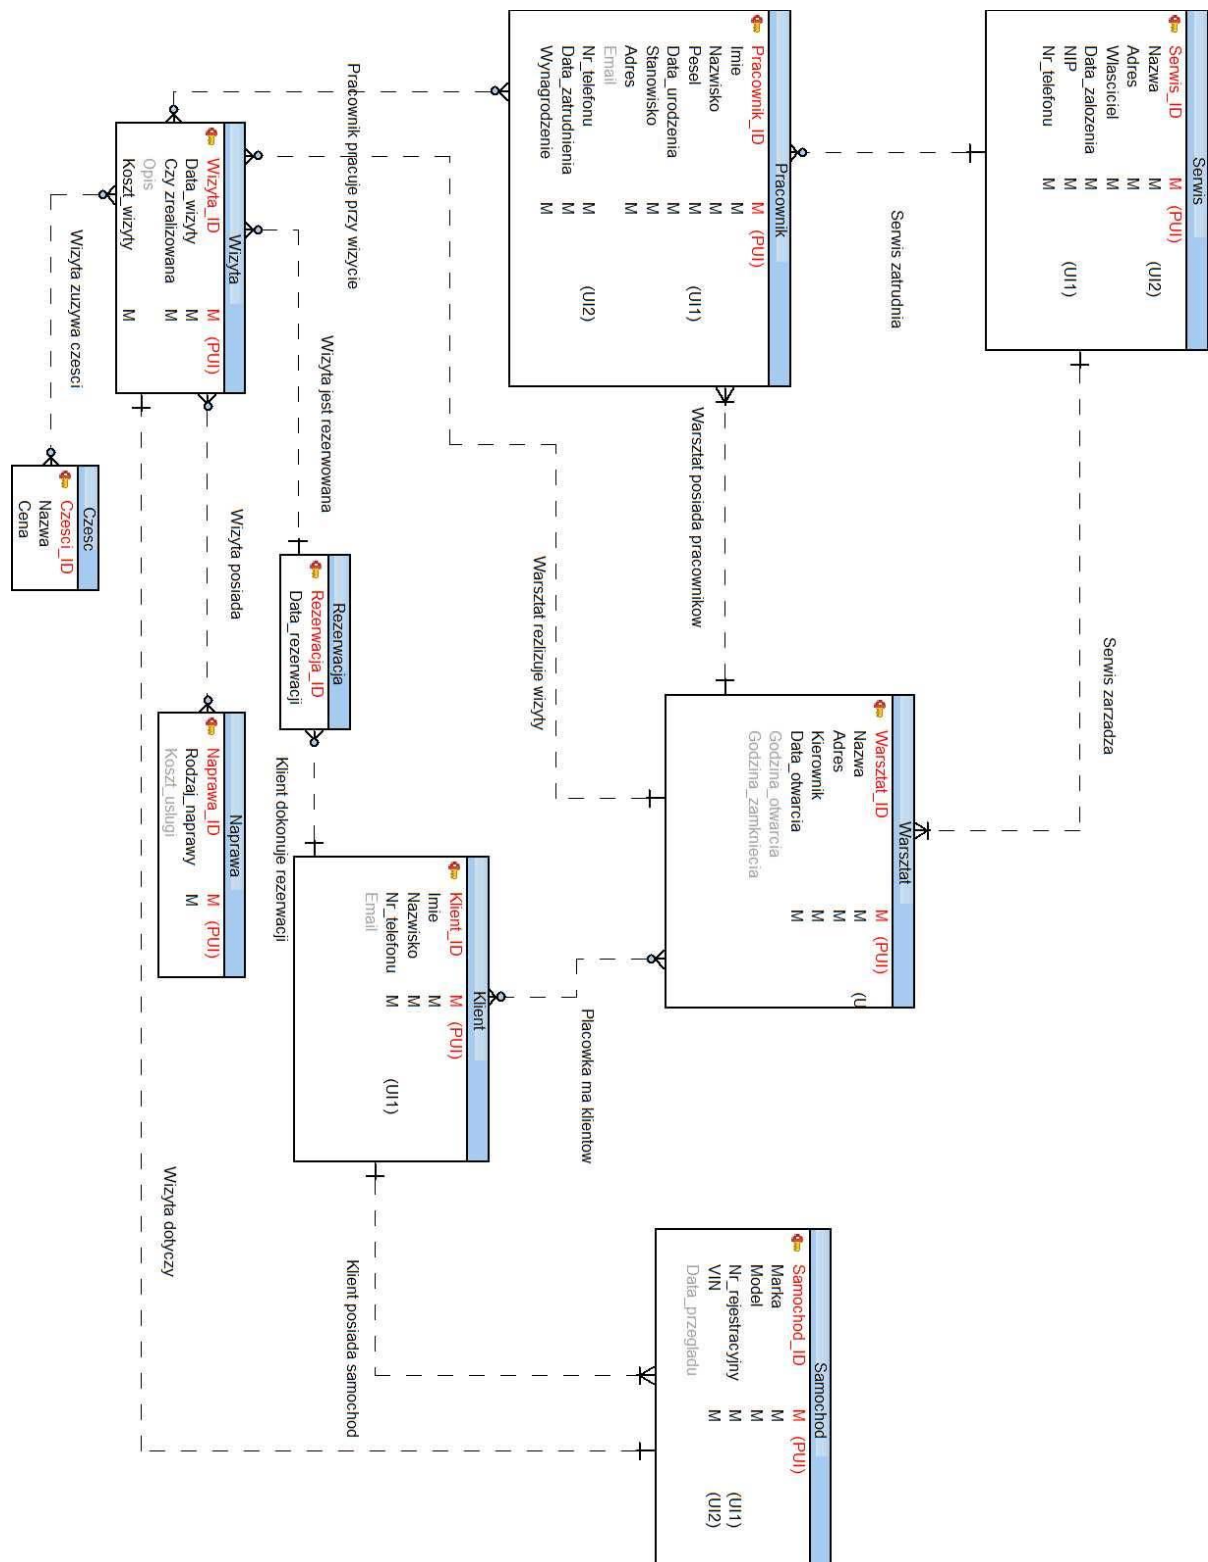 Serwis
Serwis_ID M (PUI)
Nazwa M (UI2)
Adres M
Wlasciciel M
Data_zalozenia M
NIP M (UI1)
Nr_telefonu M
Serwis zatrudnia
Serwis zarzadza
Pracownik
Pracownik_ID M (PUI)
Imie M
Nazwisko M
Pesel M (UI1)
Data_urodzenia M
Stanowisko M
Adres M
Email
Nr_telefonu M (UI2)
Data_zatrudnienia M
Wynagrodzenie M
Warsztat posiada pracownikow
Warsztat
Warsztat_ID M (PUI)
Nazwa M (U
Adres M
Kierownik M
Data_otwarcia M
Godzina_otwarcia
Godzina_zamkniecia
Samochod
Samochod_ID M (PUI)
Marka M
Model M
Nr_rejestracyjny M (UI1)
VIN M (UI2)
Data_przegladu
Placowka ma klientow
Warsztat rezlizuje wizyty
Klient
Klient_ID M (PUI)
Imie M
Nazwisko M
Nr_telefonu M (UI1)
Email
Pracownik pracuje przy wizycie
Klient posiada samochod
Rezerwacja
Rezerwacja_ID
Data_rezerwacji
Wizyta jest rezerwowana
Klient dokonuje rezerwacji
Wizyta
Wizyta_ID M (PUI)
Data_wizyty M
Czy zrealizowana M
Opis
Koszt_wizyty M
Wizyta posiada
Naprawa
Naprawa_ID M (PUI)
Rodzaj_naprawy M
Koszt_uslugi
Wizyta dotyczy
Wizyta zuzywa czesci
Czesc
Czesci_ID
Nazwa
Cena